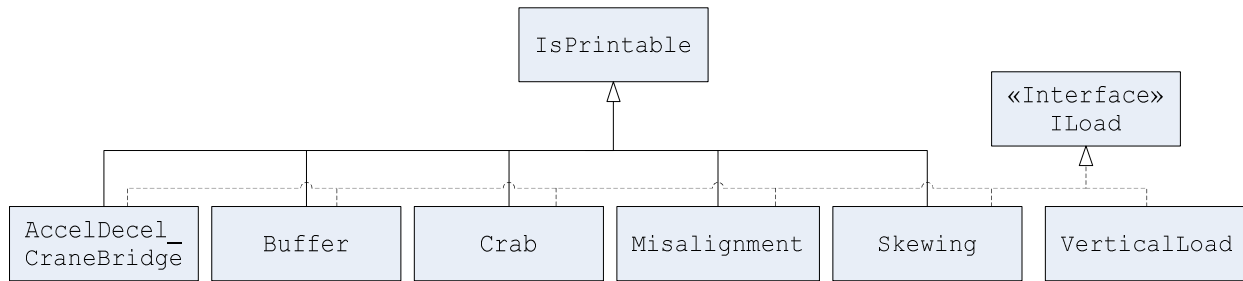 IsPrintable
«Interface»
ILoad
AccelDecel_
CraneBridge
Buffer
Crab
Misalignment
Skewing
VerticalLoad